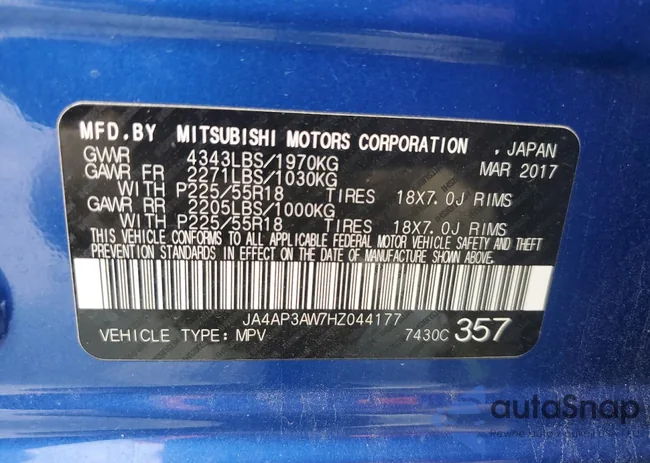 MFD.BY MITSUBISHI MOTORS CORPORATION , JAPAN
GVWR 4343LBS/1970KG MAR 2017
GAWR FR 2271LBS/1030KG
WITH P225/55R18 TIRES 18X7.0J RIMS
GAWR RR 2205LBS/1000KG
WITH P225/55R18 TIRES 18X7.0J RIMS
THIS VEHICLE CONFORMS TO ALL APPLICABLE FEDERAL MOTOR VEHICLE SAFETY AND THEFT
PREVENTION STANDARDS IN EFFECT ON THE DATE OF MANUFACTURE SHOWN ABOVE.
JA4AP3AW7HZ044177
VEHICLE TYPE: MPV 7430C 357
autoSnap